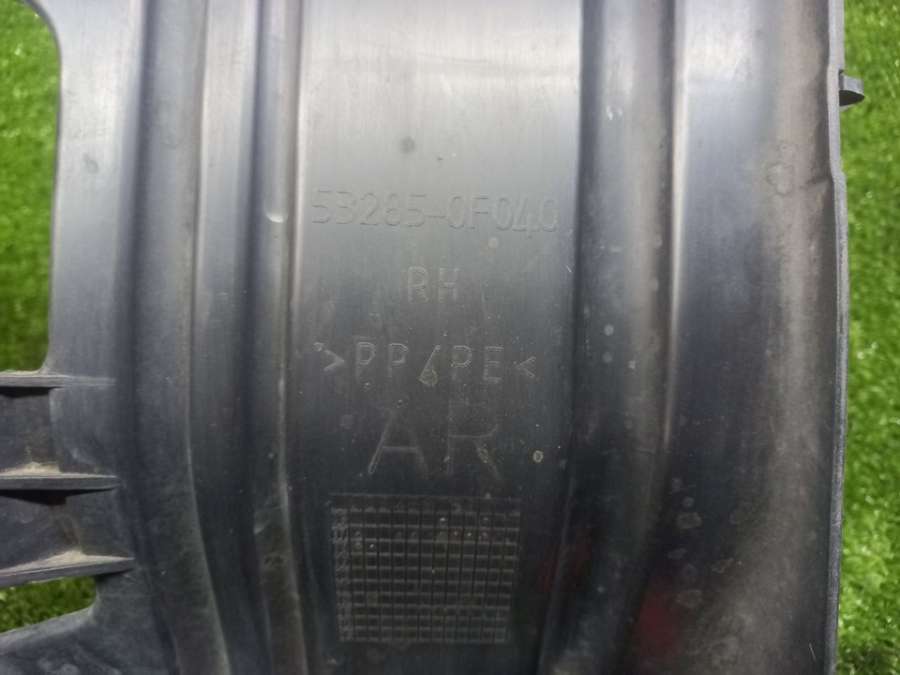 53285-0F040
RH
>PP/PE<
AR